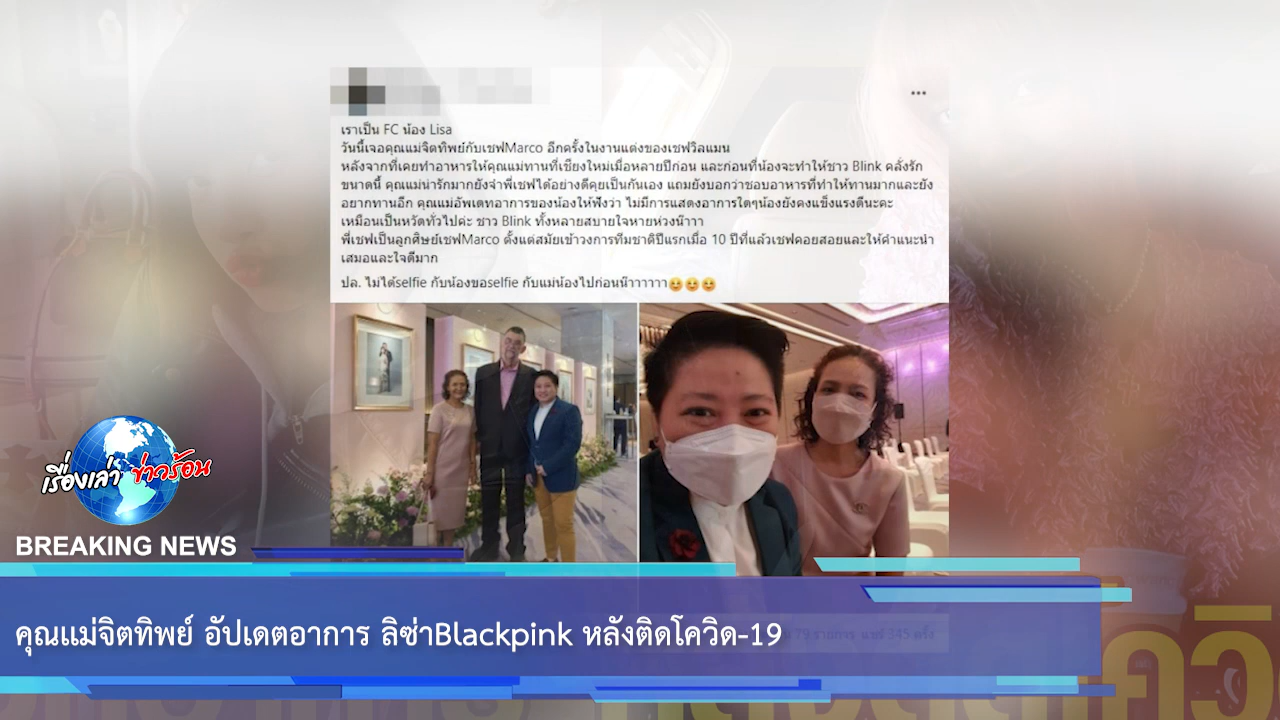 เราเป็น FC น้อง Lisa
วันนี้เจอคุณแม่จิตทิพย์กับเชฟMarco อีกครั้งในงานแต่งของเชฟวิลแมน
หลังจากที่เคยทำอาหารให้คุณแม่ทานที่เชียงใหม่เมื่อหลายปีก่อน และก่อนที่น้องจะทำให้ชาว Blink คลั่งรัก
ขนาดนี้ คุณแม่น่ารักมากยังจำพี่เชฟได้อย่างดีคุยเป็นกันเอง แถมยังบอกว่าชอบอาหารที่ทำให้ทานมากและยัง
อยากทานอีก คุณแม่อัพเดทอาการของน้องให้ฟังว่า ไม่มีการแสดงอาการใดๆน้องยังคงแข็งแรงดีนะคะ
เหมือนเป็นหวัดทั่วไปค่ะ ชาว Blink ทั้งหลายสบายใจหายห่วงน๊าาา
พี่เชฟเป็นลูกศิษย์เชฟMarco ตั้งแต่สมัยเข้าวงการทีมชาติปีแรกเมื่อ 10 ปีที่แล้วเชฟคอยสอนและให้คำแนะนำ
เสมอและใจดีมาก
ปล. ไม่ได้selfie กับน้องขอselfie กับแม่น้องไปก่อนน๊าาาาาา😊😊😊
เรื่องเล่า ข่าวร้อน
BREAKING NEWS
คุณแม่จิตทิพย์ อัปเดตอาการ ลิซ่าBlackpink หลังติดโควิด-19
79 รายการ แชร์ 345 ครั้ง